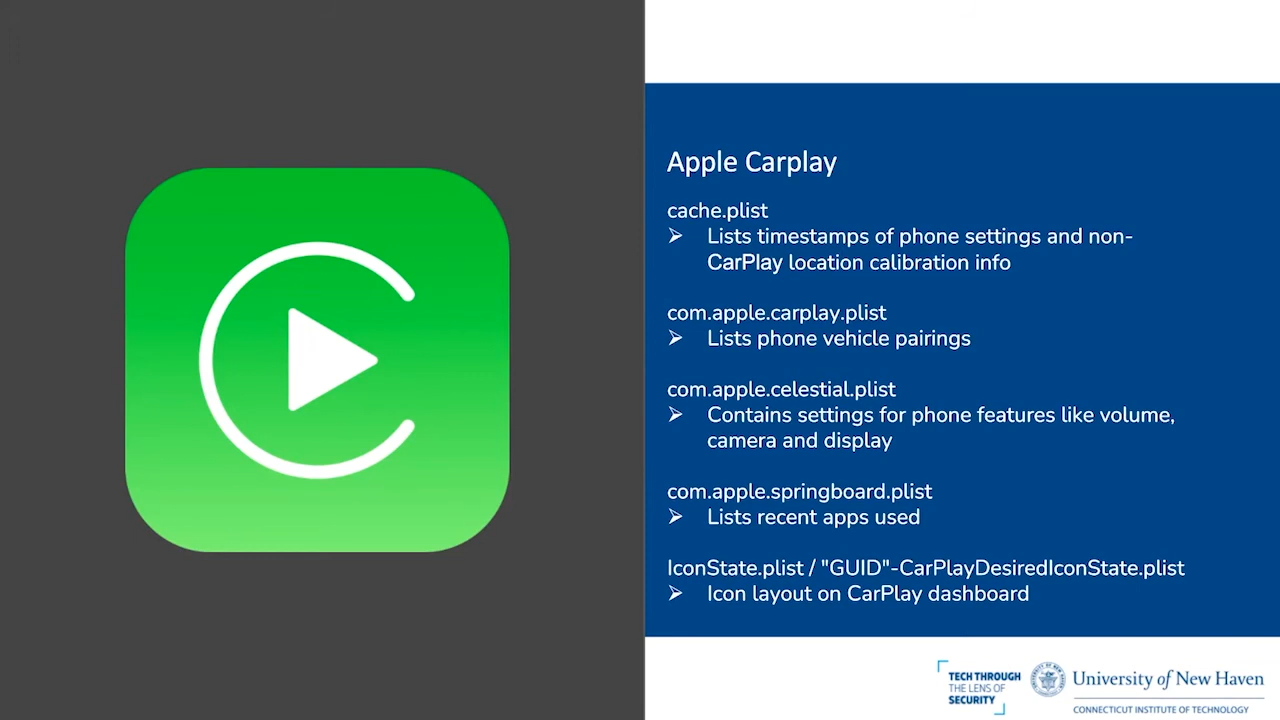 Apple Carplay
cache.plist
➢ Lists timestamps of phone settings and non-
CarPlay location calibration info
com.apple.carplay.plist
➢ Lists phone vehicle pairings
com.apple.celestial.plist
➢ Contains settings for phone features like volume,
camera and display
com.apple.springboard.plist
➢ Lists recent apps used
IconState.plist / "GUID"-CarPlayDesiredIconState.plist
➢ Icon layout on CarPlay dashboard
TECH THROUGH
THE LENS OF
SECURITY
University of New Haven
CONNECTICUT INSTITUTE OF TECHNOLOGY